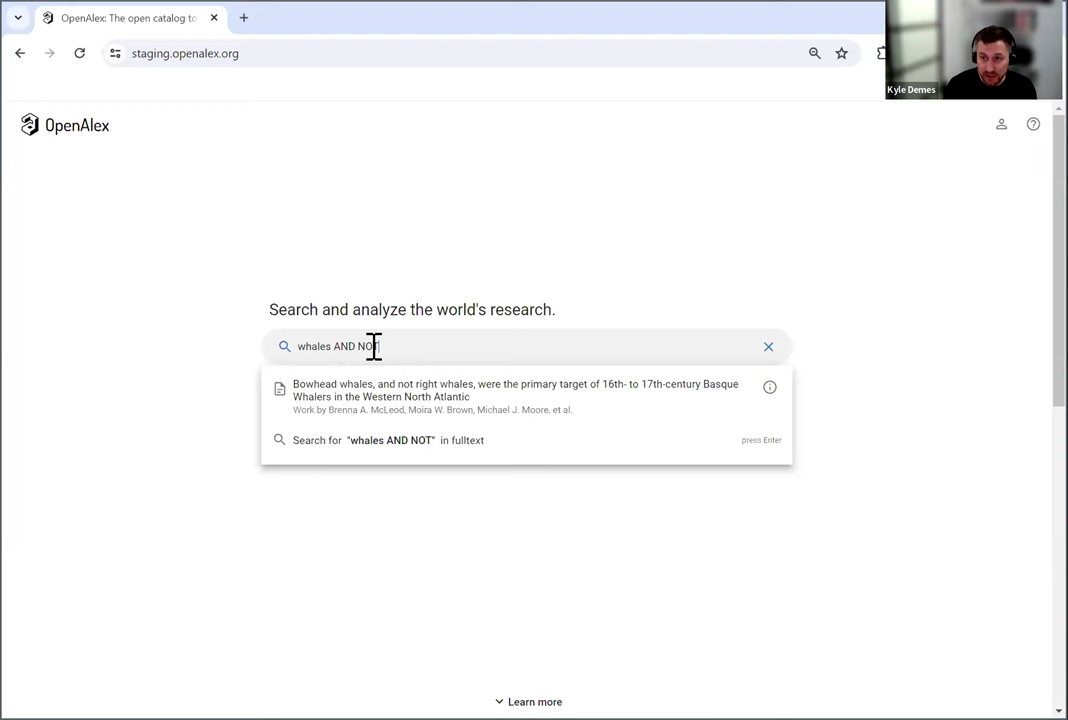 OpenAlex: The open catalog to
staging.openalex.org
Kyle Demes
OpenAlex
Search and analyze the world's research.
whales AND NOT
Bowhead whales, and not right whales, were the primary target of 16th- to 17th-century Basque
Whalers in the Western North Atlantic
Work by Brenna A. McLeod, Moira W. Brown, Michael J. Moore, et al.
Search for "whales AND NOT" in fulltext press Enter
Learn more